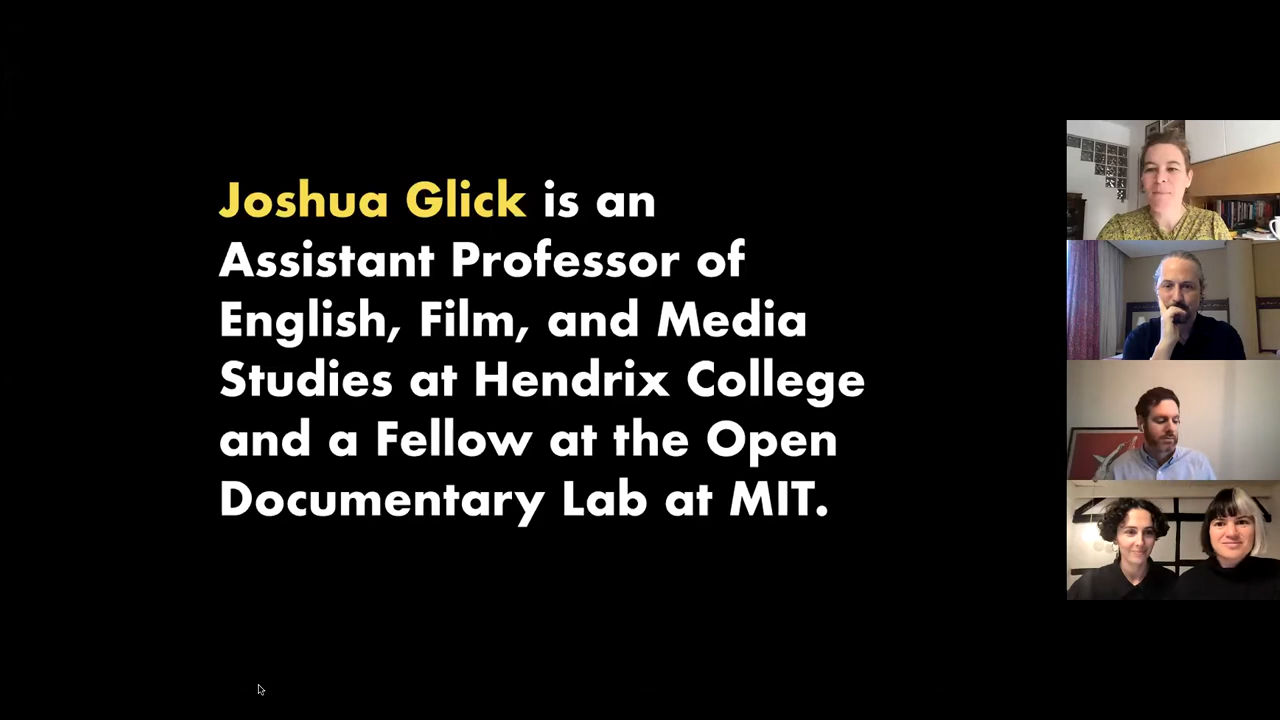 Joshua Glick is an
Assistant Professor of
English, Film, and Media
Studies at Hendrix College
and a Fellow at the Open
Documentary Lab at MIT.